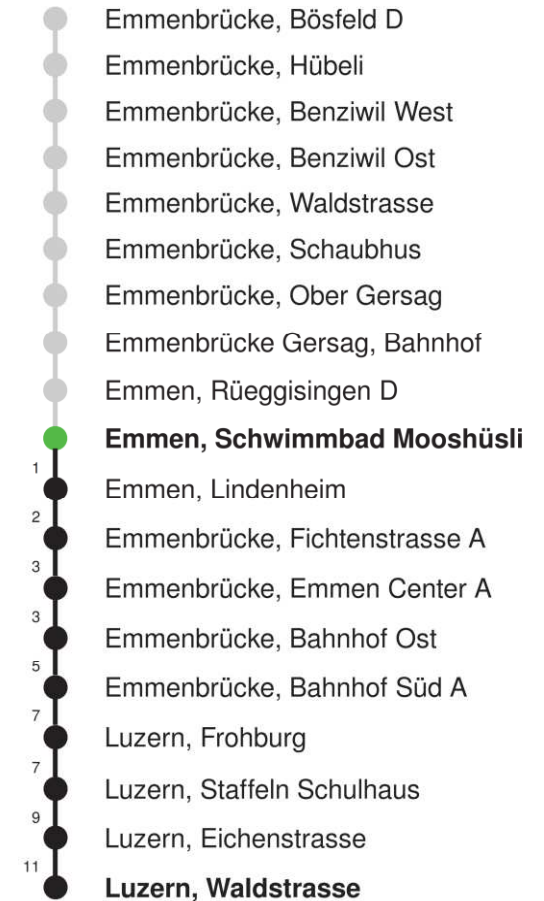 Emmenbrücke, Bösfeld D
Emmenbrücke, Hübeli
Emmenbrücke, Benziwil West
Emmenbrücke, Benziwil Ost
Emmenbrücke, Waldstrasse
Emmenbrücke, Schaubhus
Emmenbrücke, Ober Gersag
Emmenbrücke Gersag, Bahnhof
Emmen, Rüeggisingen D
Emmen, Schwimmbad Mooshüsli
1
Emmen, Lindenheim
2
Emmenbrücke, Fichtenstrasse A
3
Emmenbrücke, Emmen Center A
3
Emmenbrücke, Bahnhof Ost
5
Emmenbrücke, Bahnhof Süd A
7
Luzern, Frohburg
7
Luzern, Staffeln Schulhaus
9
Luzern, Eichenstrasse
11
Luzern, Waldstrasse